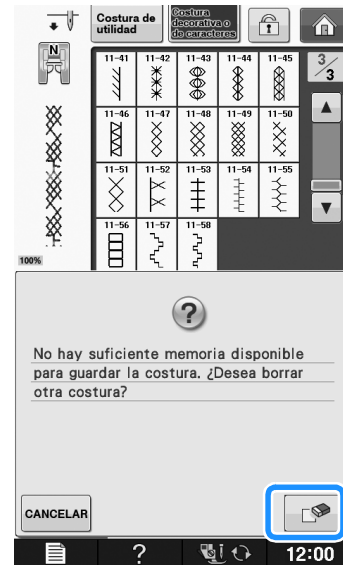 Costura de
utilidad
Costura
decorativa o
de caracteres
N
3/3
11-41 11-42 11-43 11-44 11-45
11-46 11-47 11-48 11-49 11-50
11-51 11-52 11-53 11-54 11-55
11-56 11-57 11-58
100%
?
No hay suficiente memoria disponible
para guardar la costura. ¿Desea borrar
otra costura?
CANCELAR
? 12:00